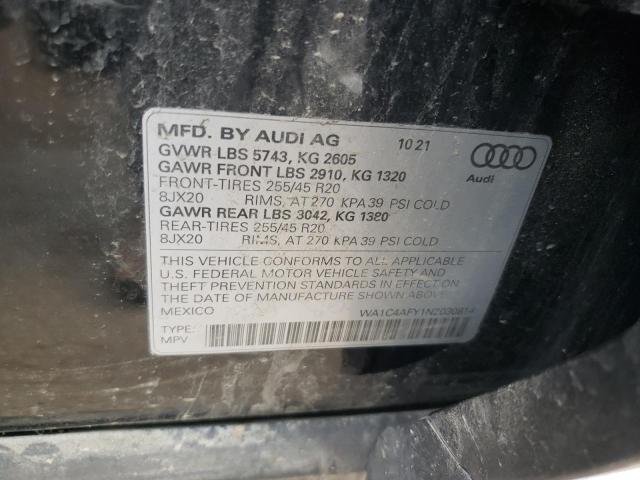 MFD. BY AUDI AG 10 21
GVWR LBS 5743, KG 2605
GAWR FRONT LBS 2910, KG 1320
FRONT-TIRES 255/45 R20
8JX20 RIMS, AT 270 KPA 39 PSI COLD
GAWR REAR LBS 3042, KG 1380
REAR-TIRES 255/45 R20
8JX20 RIMS, AT 270 KPA 39 PSI COLD
Audi
THIS VEHICLE CONFORMS TO ALL APPLICABLE
U.S. FEDERAL MOTOR VEHICLE SAFETY AND
THEFT PREVENTION STANDARDS IN EFFECT ON
THE DATE OF MANUFACTURE SHOWN ABOVE.
MEXICO
WA1C4AFY1N2030814
TYPE:
MPV